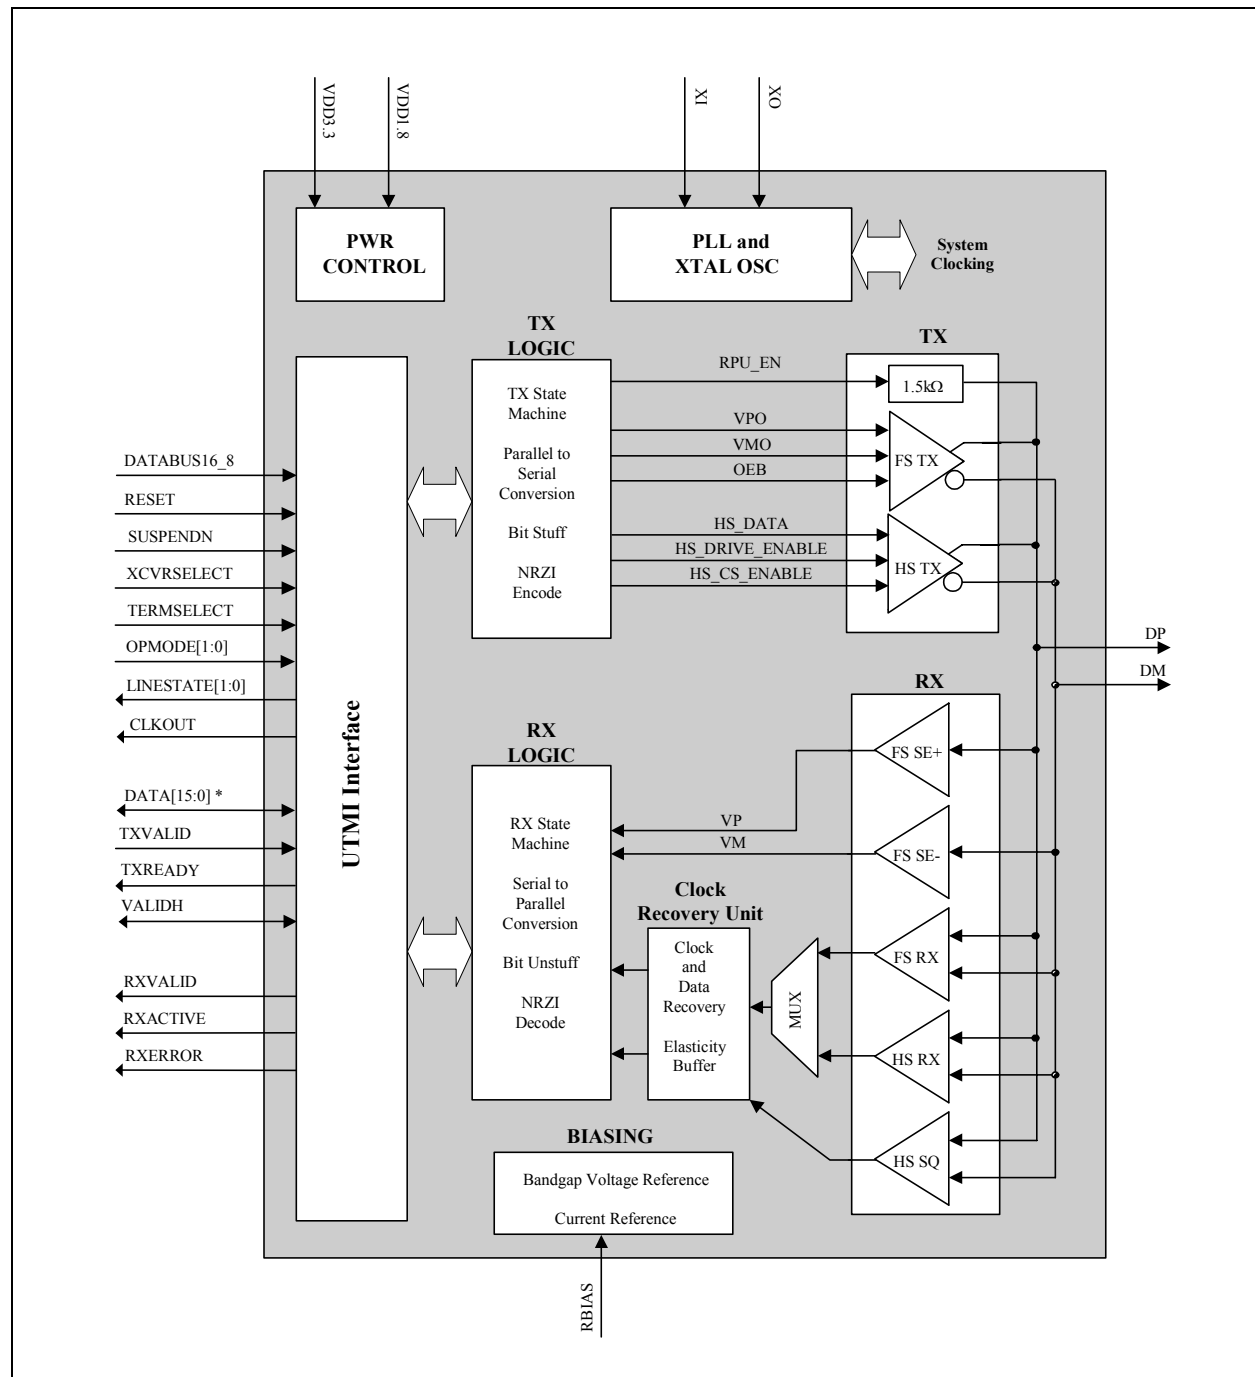 VDD3.3
VDD1.8
XI
XO
PWR
CONTROL
PLL and
XTAL OSC
System
Clocking
TX
LOGIC
TX State
Machine
Parallel to
Serial
Conversion
Bit Stuff
NRZI
Encode
RPU_EN
VPO
VMO
OEB
HS_DATA
HS_DRIVE_ENABLE
HS_CS_ENABLE
TX
1.5kΩ
FS TX
HS TX
DATABUS16_8
RESET
SUSPENDN
XCVRSELECT
TERMSELECT
OPMODE[1:0]
LINESTATE[1:0]
CLKOUT
DATA[15:0] *
TXVALID
TXREADY
VALIDH
RXVALID
RXACTIVE
RXERROR
UTMI Interface
DP
DM
RX
LOGIC
RX State
Machine
Serial to
Parallel
Conversion
Bit Unstuff
NRZI
Decode
VP
VM
Clock
Recovery Unit
Clock
and
Data
Recovery
Elasticity
Buffer
MUX
RX
FS SE+
FS SE-
FS RX
HS RX
HS SQ
BIASING
Bandgap Voltage Reference
Current Reference
RBIAS